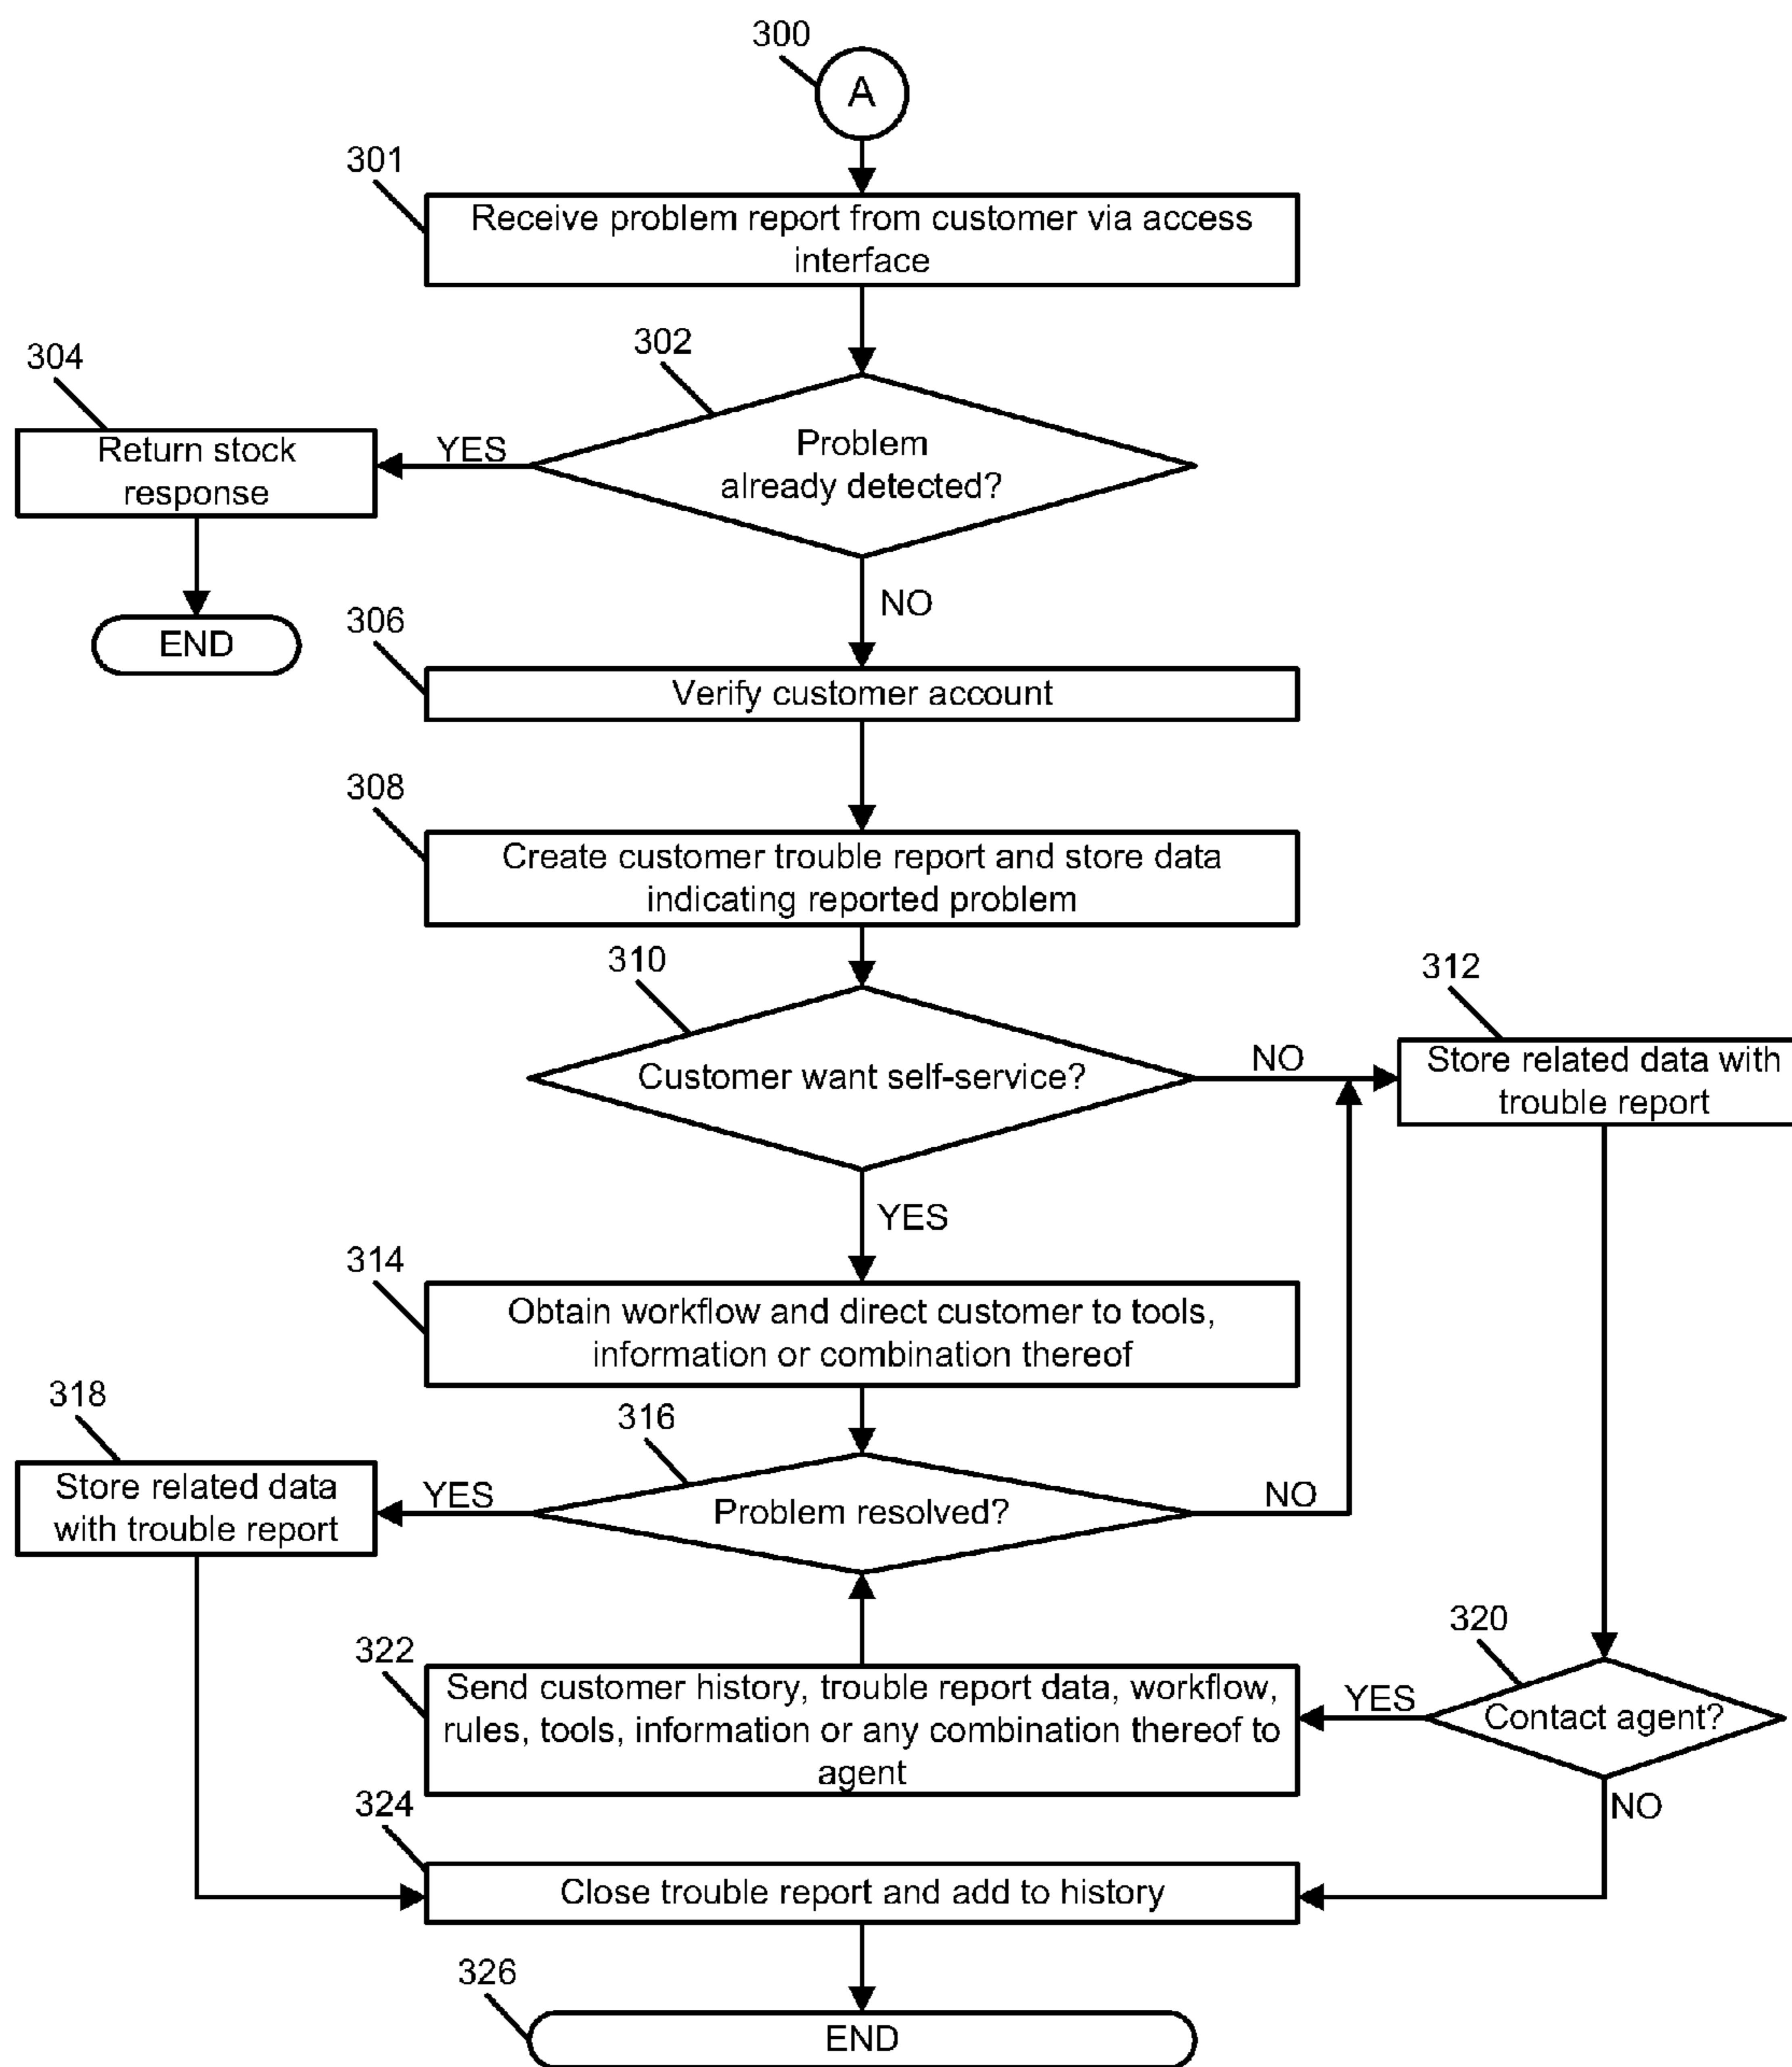 300
A
301
Receive problem report from customer via access
interface
302
304
Problem
already detected?
YES
Return stock
response
NO
END
306
Verify customer account
308
Create customer trouble report and store data
indicating reported problem
310
312
Customer want self-service?
NO
Store related data with
trouble report
YES
314
Obtain workflow and direct customer to tools,
information or combination thereof
318
316
Store related data
with trouble report
YES
Problem resolved?
NO
320
322
Send customer history, trouble report data, workflow,
rules, tools, information or any combination thereof to
agent
YES
Contact agent?
324
NO
Close trouble report and add to history
326
END